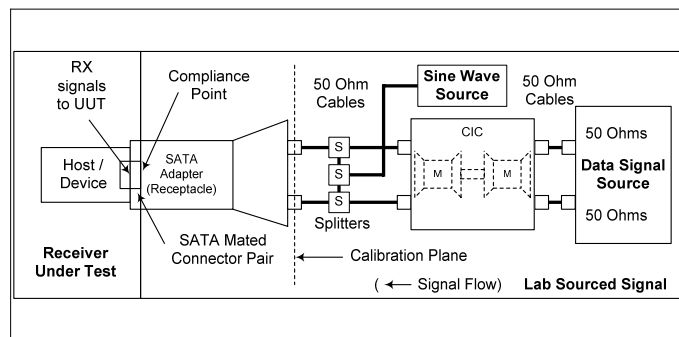 RX
signals
to UUT
Compliance
Point
50 Ohm
Cables
Sine Wave
Source
50 Ohm
Cables
Host /
Device
SATA
Adapter
(Receptacle)
S
S
S
Splitters
CIC
M
M
50 Ohms
Data Signal
Source
50 Ohms
Receiver
Under Test
SATA Mated
Connector Pair
Calibration Plane
( Signal Flow)
Lab Sourced Signal